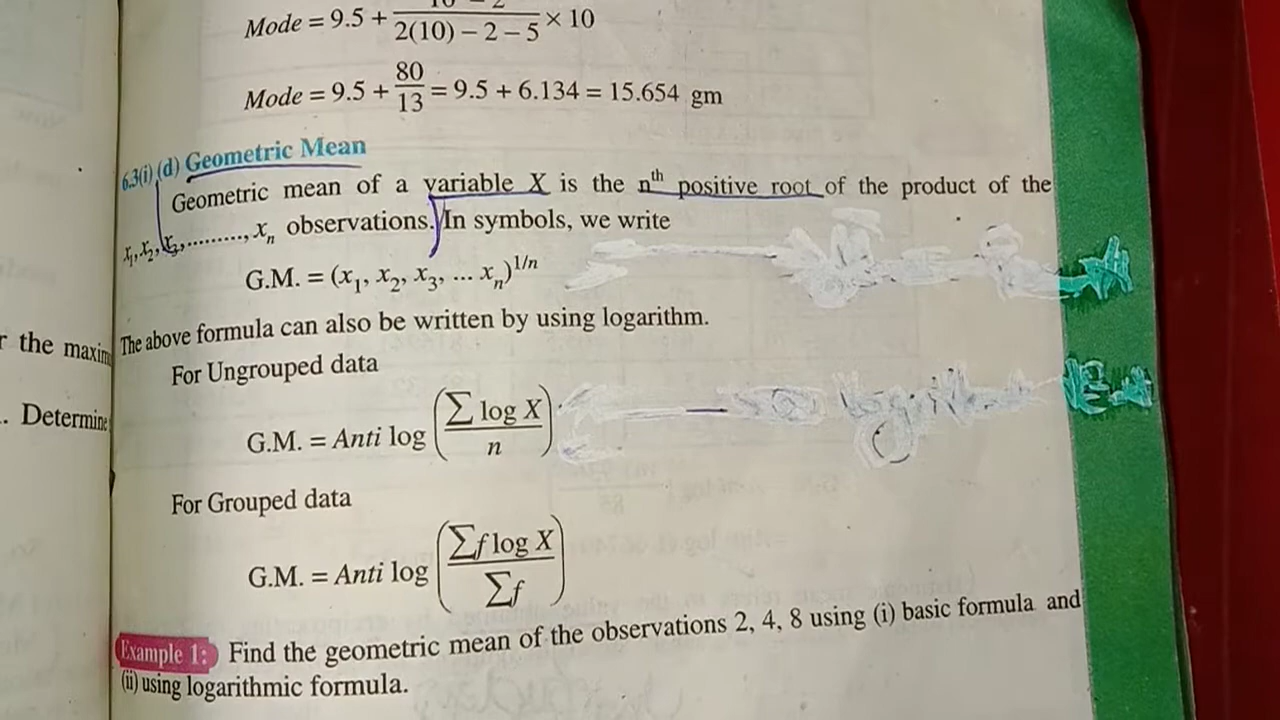 Mode = 9.5 + 10 − 2 / 2(10) − 2 − 5 × 10
Mode = 9.5 + 80/13 = 9.5 + 6.134 = 15.654 gm
6.3(i) (d) Geometric Mean
Geometric mean of a variable X is the nth positive root of the product of the
x₁, x₂, x₃, .........., xₙ observations. In symbols, we write
G.M. = (x₁, x₂, x₃, ... xₙ)^1/n
The above formula can also be written by using logarithm.
r the maxim
For Ungrouped data
. Determine
G.M. = Anti log (∑ log X / n)
For Grouped data
G.M. = Anti log (∑f log X / ∑f)
Example 1: Find the geometric mean of the observations 2, 4, 8 using (i) basic formula and
(ii) using logarithmic formula.